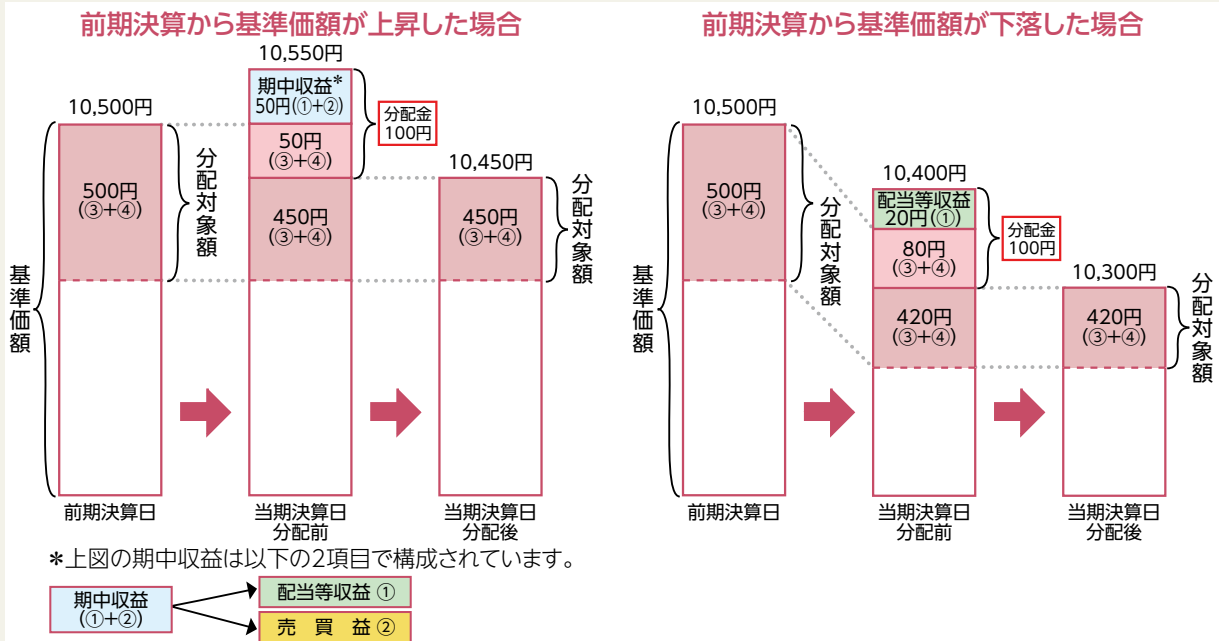 前期決算から基準価額が上昇した場合
10,500円
500円
(③+④)
基準価額
分配対象額
前期決算日
10,550円
期中収益*
50円(①+②)
50円
(③+④)
450円
(③+④)
分配金
100円
当期決算日
分配前
10,450円
450円
(③+④)
分配対象額
当期決算日
分配後
*上図の期中収益は以下の2項目で構成されています。
期中収益
(①+②)
配当等収益 ①
売 買 益 ②
前期決算から基準価額が下落した場合
10,500円
500円
(③+④)
基準価額
分配対象額
前期決算日
10,400円
配当等収益
20円(①)
80円
(③+④)
420円
(③+④)
分配金
100円
当期決算日
分配前
10,300円
420円
(③+④)
分配対象額
当期決算日
分配後